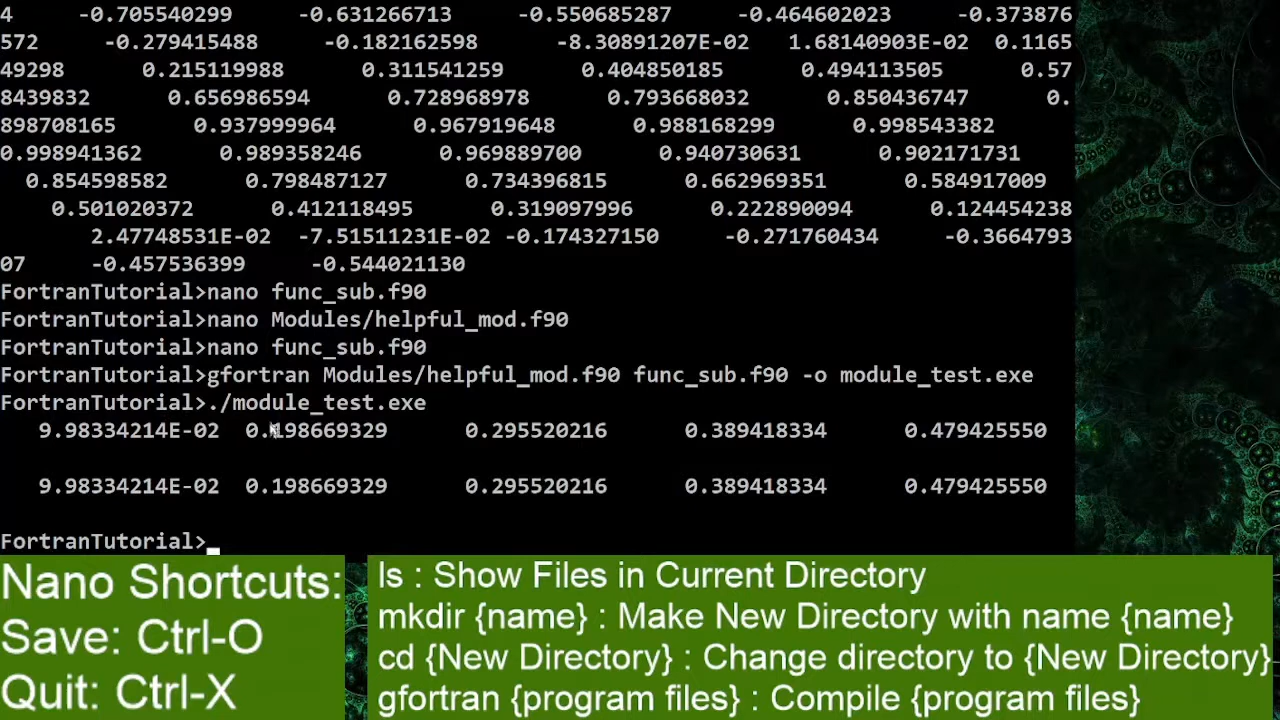 4 -0.705540299 -0.631266713 -0.550685287 -0.464602023 -0.373876
572 -0.279415488 -0.182162598 -8.30891207E-02 1.68140903E-02 0.1165
49298 0.215119988 0.311541259 0.404850185 0.494113505 0.57
8439832 0.656986594 0.728968978 0.793668032 0.850436747 0.
898708165 0.937999964 0.967919648 0.988168299 0.998543382
0.998941362 0.989358246 0.969889700 0.940730631 0.902171731
0.854598582 0.798487127 0.734396815 0.662969351 0.584917009
0.501020372 0.412118495 0.319097996 0.222890094 0.124454238
2.47748531E-02 -7.51511231E-02 -0.174327150 -0.271760434 -0.3664793
07 -0.457536399 -0.544021130
FortranTutorial>nano func_sub.f90
FortranTutorial>nano Modules/helpful_mod.f90
FortranTutorial>nano func_sub.f90
FortranTutorial>gfortran Modules/helpful_mod.f90 func_sub.f90 -o module_test.exe
FortranTutorial>./module_test.exe
9.98334214E-02 0.198669329 0.295520216 0.389418334 0.479425550
9.98334214E-02 0.198669329 0.295520216 0.389418334 0.479425550
FortranTutorial>
Nano Shortcuts:
Save: Ctrl-O
Quit: Ctrl-X
ls : Show Files in Current Directory
mkdir {name} : Make New Directory with name {name}
cd {New Directory} : Change directory to {New Directory}
gfortran {program files} : Compile {program files}